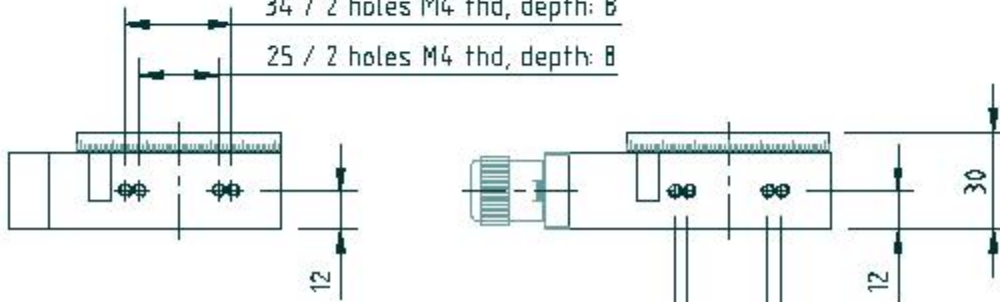 34 / 2 holes M4 thd, depth: 8
25 / 2 holes M4 thd, depth: 8
30
12
12